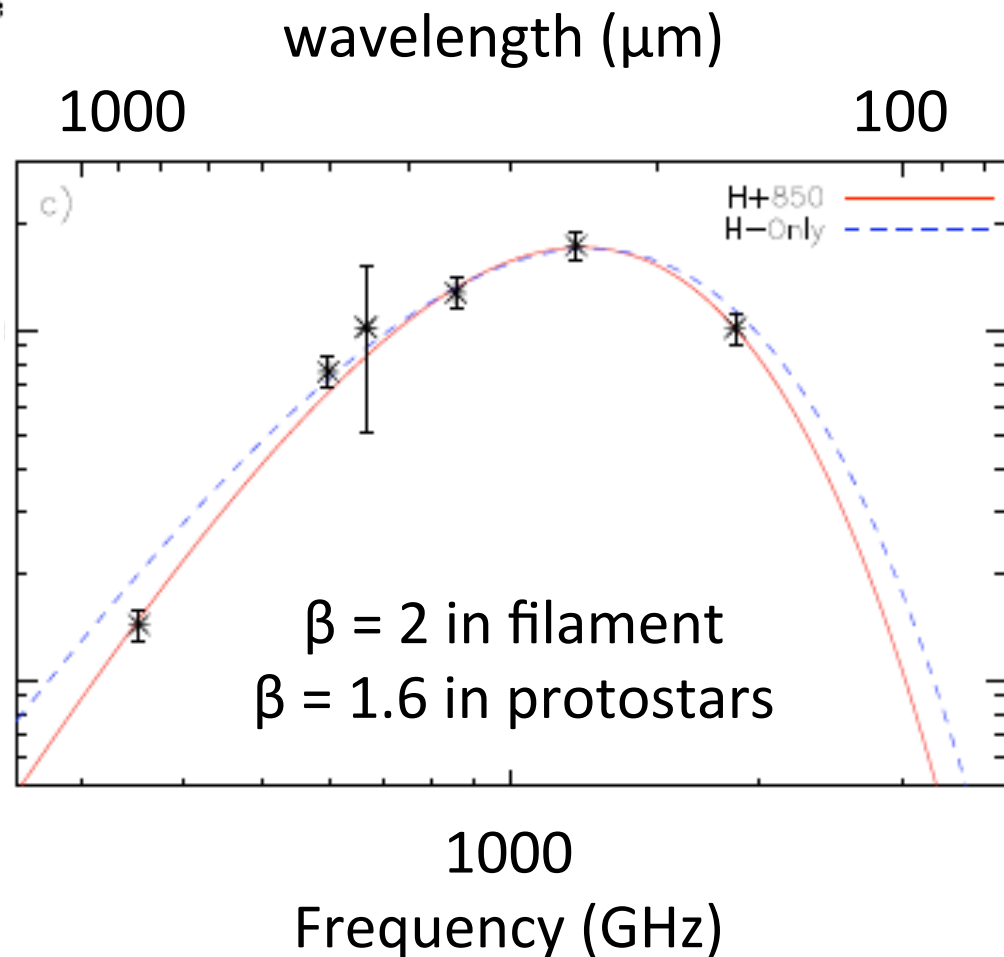 wavelength (μm)
1000 100
c)
H+850
H−Only
β = 2 in filament
β = 1.6 in protostars
1000
Frequency (GHz)